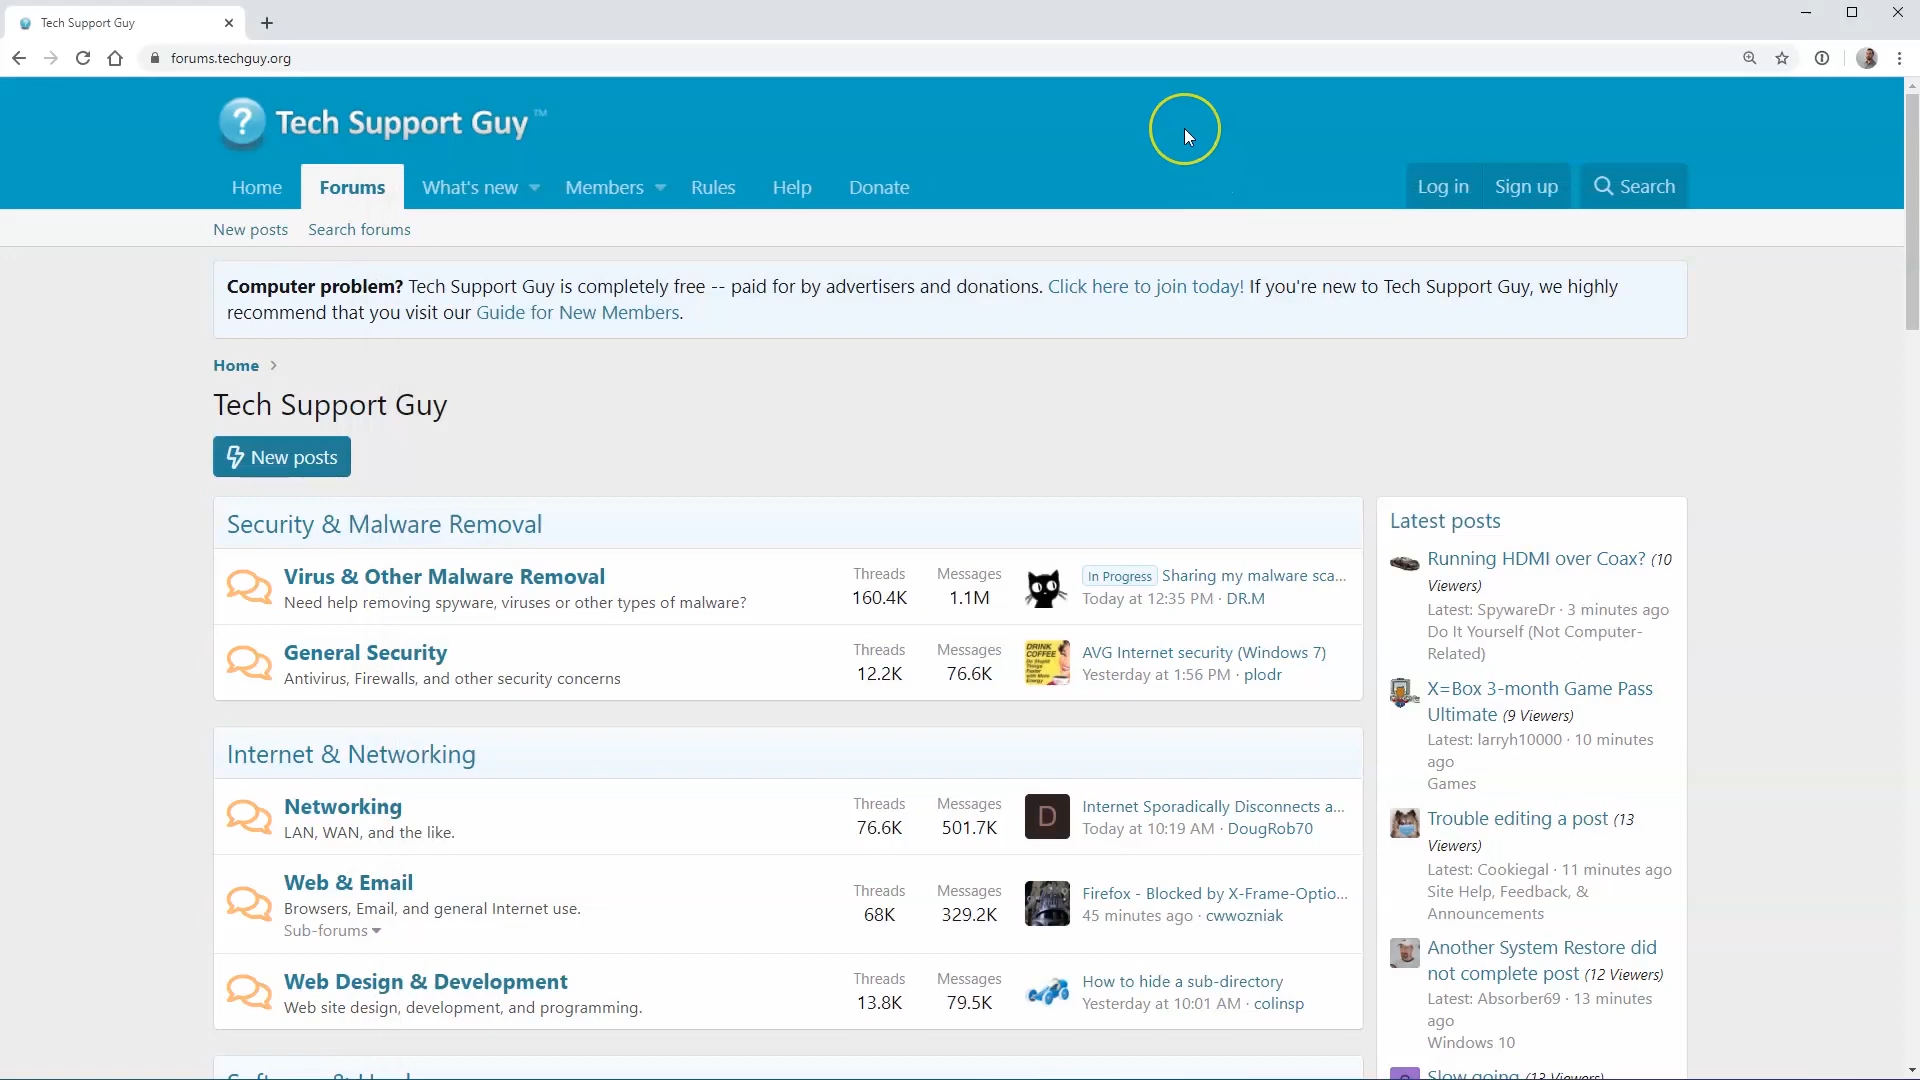 Tech Support Guy
forums.techguy.org
? Tech Support Guy™
Home Forums What's new Members Rules Help Donate Log in Sign up Search
New posts Search forums
Computer problem? Tech Support Guy is completely free -- paid for by advertisers and donations. Click here to join today! If you're new to Tech Support Guy, we highly
recommend that you visit our Guide for New Members.
Home
Tech Support Guy
New posts
Security & Malware Removal
Virus & Other Malware Removal
Need help removing spyware, viruses or other types of malware?
Threads
160.4K
Messages
1.1M
In Progress Sharing my malware sca...
Today at 12:35 PM · DR.M
General Security
Antivirus, Firewalls, and other security concerns
Threads
12.2K
Messages
76.6K
DRINK
COFFEE
AVG Internet security (Windows 7)
Yesterday at 1:56 PM · plodr
Internet & Networking
Networking
LAN, WAN, and the like.
Threads
76.6K
Messages
501.7K
D
Internet Sporadically Disconnects a...
Today at 10:19 AM · DougRob70
Web & Email
Browsers, Email, and general Internet use.
Sub-forums
Threads
68K
Messages
329.2K
Firefox - Blocked by X-Frame-Optio...
45 minutes ago · cwwozniak
Web Design & Development
Web site design, development, and programming.
Threads
13.8K
Messages
79.5K
How to hide a sub-directory
Yesterday at 10:01 AM · colinsp
Latest posts
Running HDMI over Coax? (10
Viewers)
Latest: SpywareDr · 3 minutes ago
Do It Yourself (Not Computer-
Related)
X=Box 3-month Game Pass
Ultimate (9 Viewers)
Latest: larryh10000 · 10 minutes
ago
Games
Trouble editing a post (13
Viewers)
Latest: Cookiegal · 11 minutes ago
Site Help, Feedback, &
Announcements
Another System Restore did
not complete post (12 Viewers)
Latest: Absorber69 · 13 minutes
ago
Windows 10
Slow going (13 Viewers)